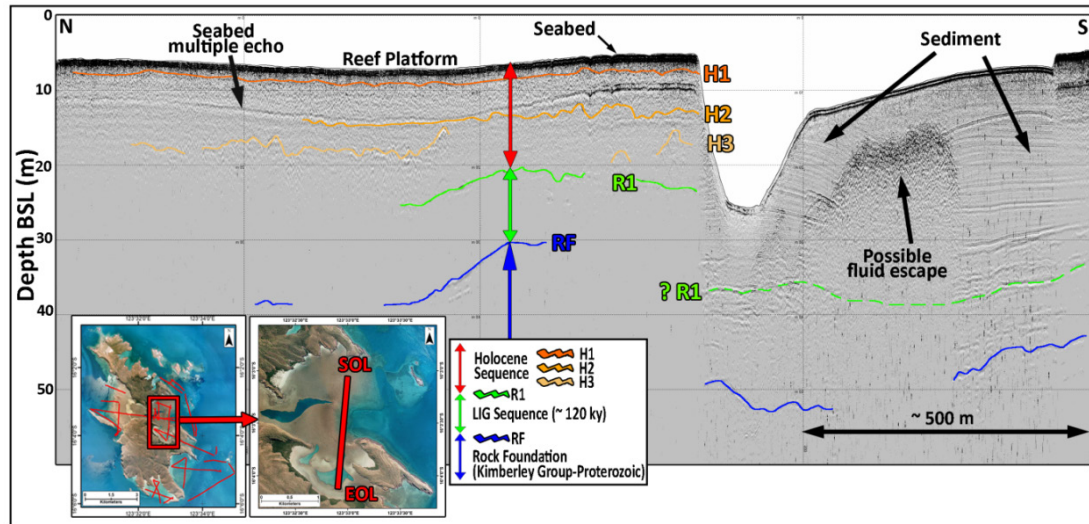 N
S
0
10
20
30
40
50
Depth BSL (m)
Seabed
multiple echo
Reef Platform
Seabed
Sediment
H1
H2
H3
R1
RF
? R1
Possible
fluid escape
~ 500 m
SOL
EOL
Kilometers
Kilometers
Holocene
Sequence
H1
H2
H3
R1
LIG Sequence (~ 120 ky)
RF
Rock Foundation
(Kimberley Group-Proterozoic)